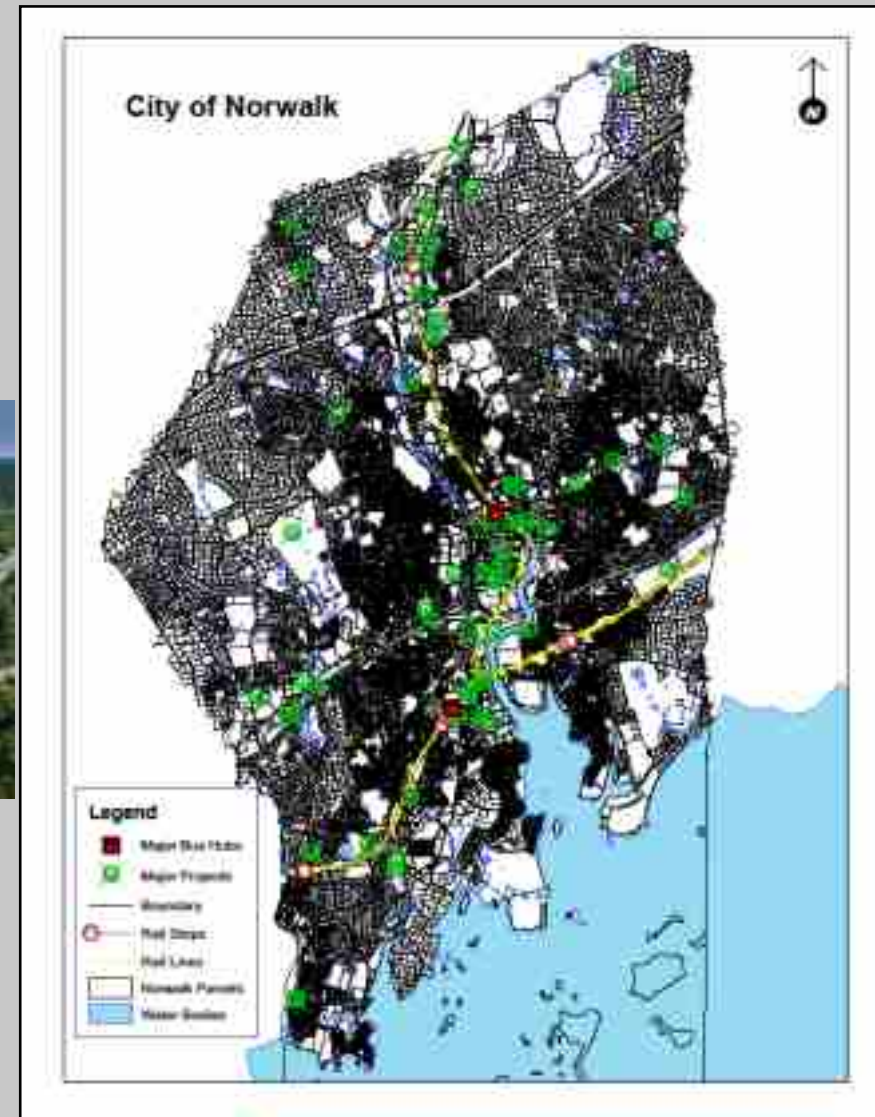 City of Norwalk
N
Legend
Major Bus Hubs
Major Projects
Boundary
Rail Stops
Rail Lines
Norwalk Parcels
Water Bodies